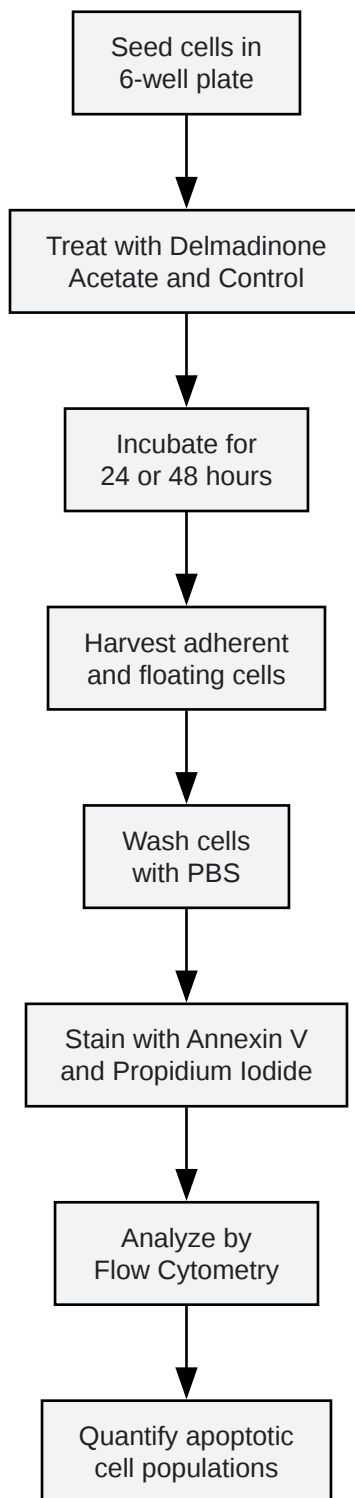 Seed cells in
6-well plate
Treat with Delmadinone
Acetate and Control
Incubate for
24 or 48 hours
Harvest adherent
and floating cells
Wash cells
with PBS
Stain with Annexin V
and Propidium Iodide
Analyze by
Flow Cytometry
Quantify apoptotic
cell populations